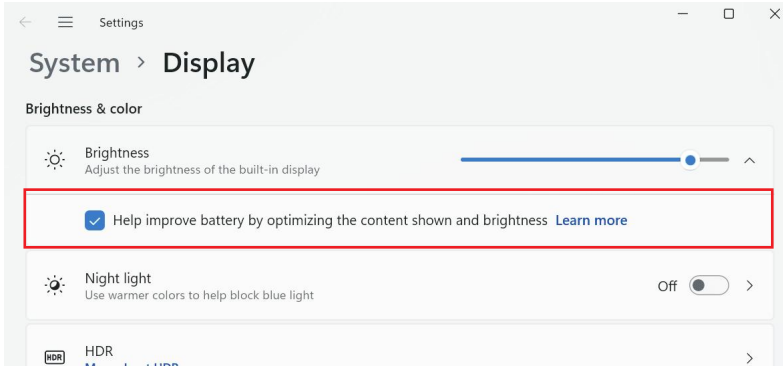 Settings
System > Display
Brightness & color
Brightness
Adjust the brightness of the built-in display
Help improve battery by optimizing the content shown and brightness Learn more
Night light
Use warmer colors to help block blue light
Off
HDR
HDR